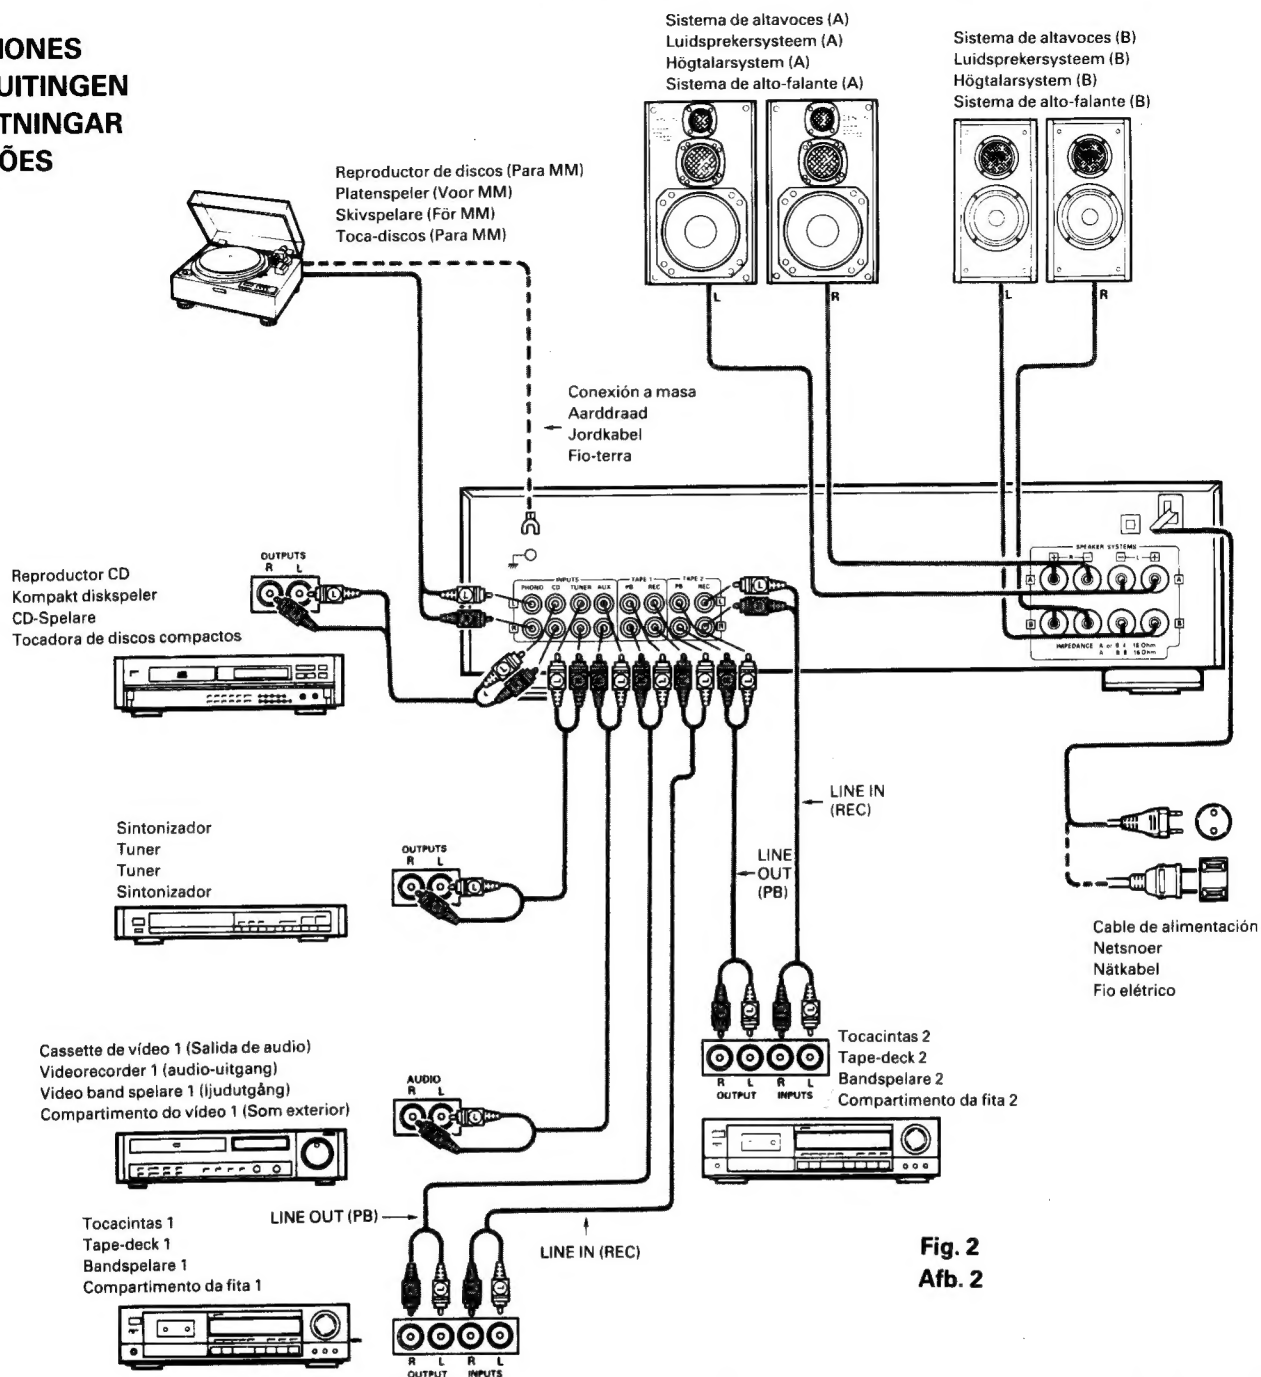 IONES
UITINGEN
TNINGAR
ÕES
Sistema de altavoces (A)
Luidsprekersysteem (A)
Högtalarsystem (A)
Sistema de alto-falante (A)
Sistema de altavoces (B)
Luidsprekersysteem (B)
Högtalarsystem (B)
Sistema de alto-falante (B)
Reproductor de discos (Para MM)
Platenspeler (Voor MM)
Skivspelare (För MM)
Toca-discos (Para MM)
L
R
L
R
Conexión a masa
Aarddraad
Jordkabel
Fio-terra
SPEAKER SYSTEMS
+ R − − L +
A
A
B
B
INPUTS
TAPE 1
TAPE 2
PHONO CD TUNER AUX PB REC PB REC
L
L
R
R
OUTPUTS
R L
Reproductor CD
Kompakt diskspeler
CD-Spelare
Tocadora de discos compactos
LINE IN
(REC)
LINE
OUT
(PB)
Sintonizador
Tuner
Tuner
Sintonizador
OUTPUTS
R L
Cable de alimentación
Netsnoer
Nätkabel
Fio elétrico
Cassette de vídeo 1 (Salida de audio)
Videorecorder 1 (audio-uitgang)
Video band spelare 1 (ljudutgång)
Compartimento do vídeo 1 (Som exterior)
AUDIO
R L
Tocacintas 2
Tape-deck 2
Bandspelare 2
Compartimento da fita 2
R L R L
OUTPUT INPUTS
Tocacintas 1
Tape-deck 1
Bandspelare 1
Compartimento da fita 1
LINE OUT (PB)
LINE IN (REC)
R L R L
OUTPUT INPUTS
Fig. 2
Afb. 2